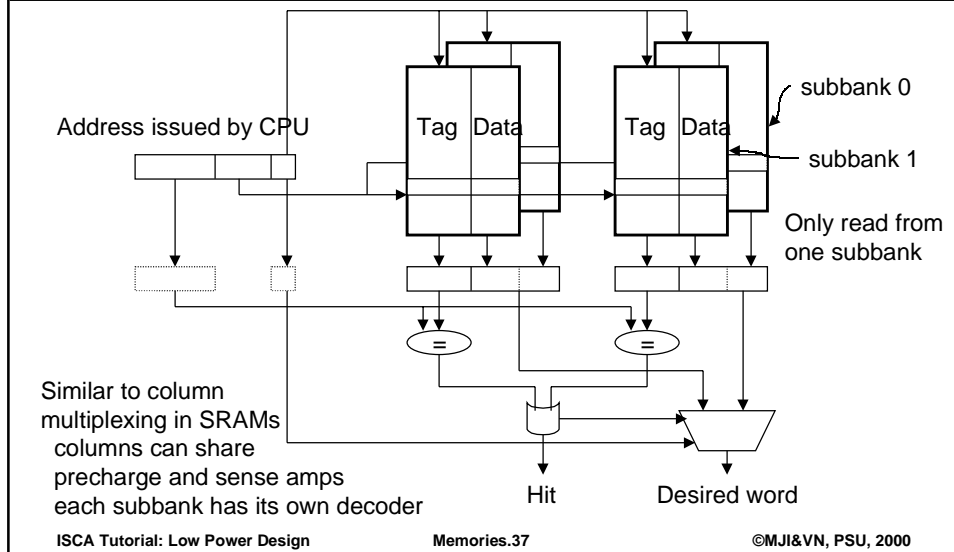 subbank 0
Address issued by CPU
Tag Data
Tag Data
subbank 1
Only read from
one subbank
=
=
Similar to column
multiplexing in SRAMs
columns can share
precharge and sense amps
each subbank has its own decoder
Hit
Desired word
ISCA Tutorial: Low Power Design
Memories.37
©MJI&VN, PSU, 2000